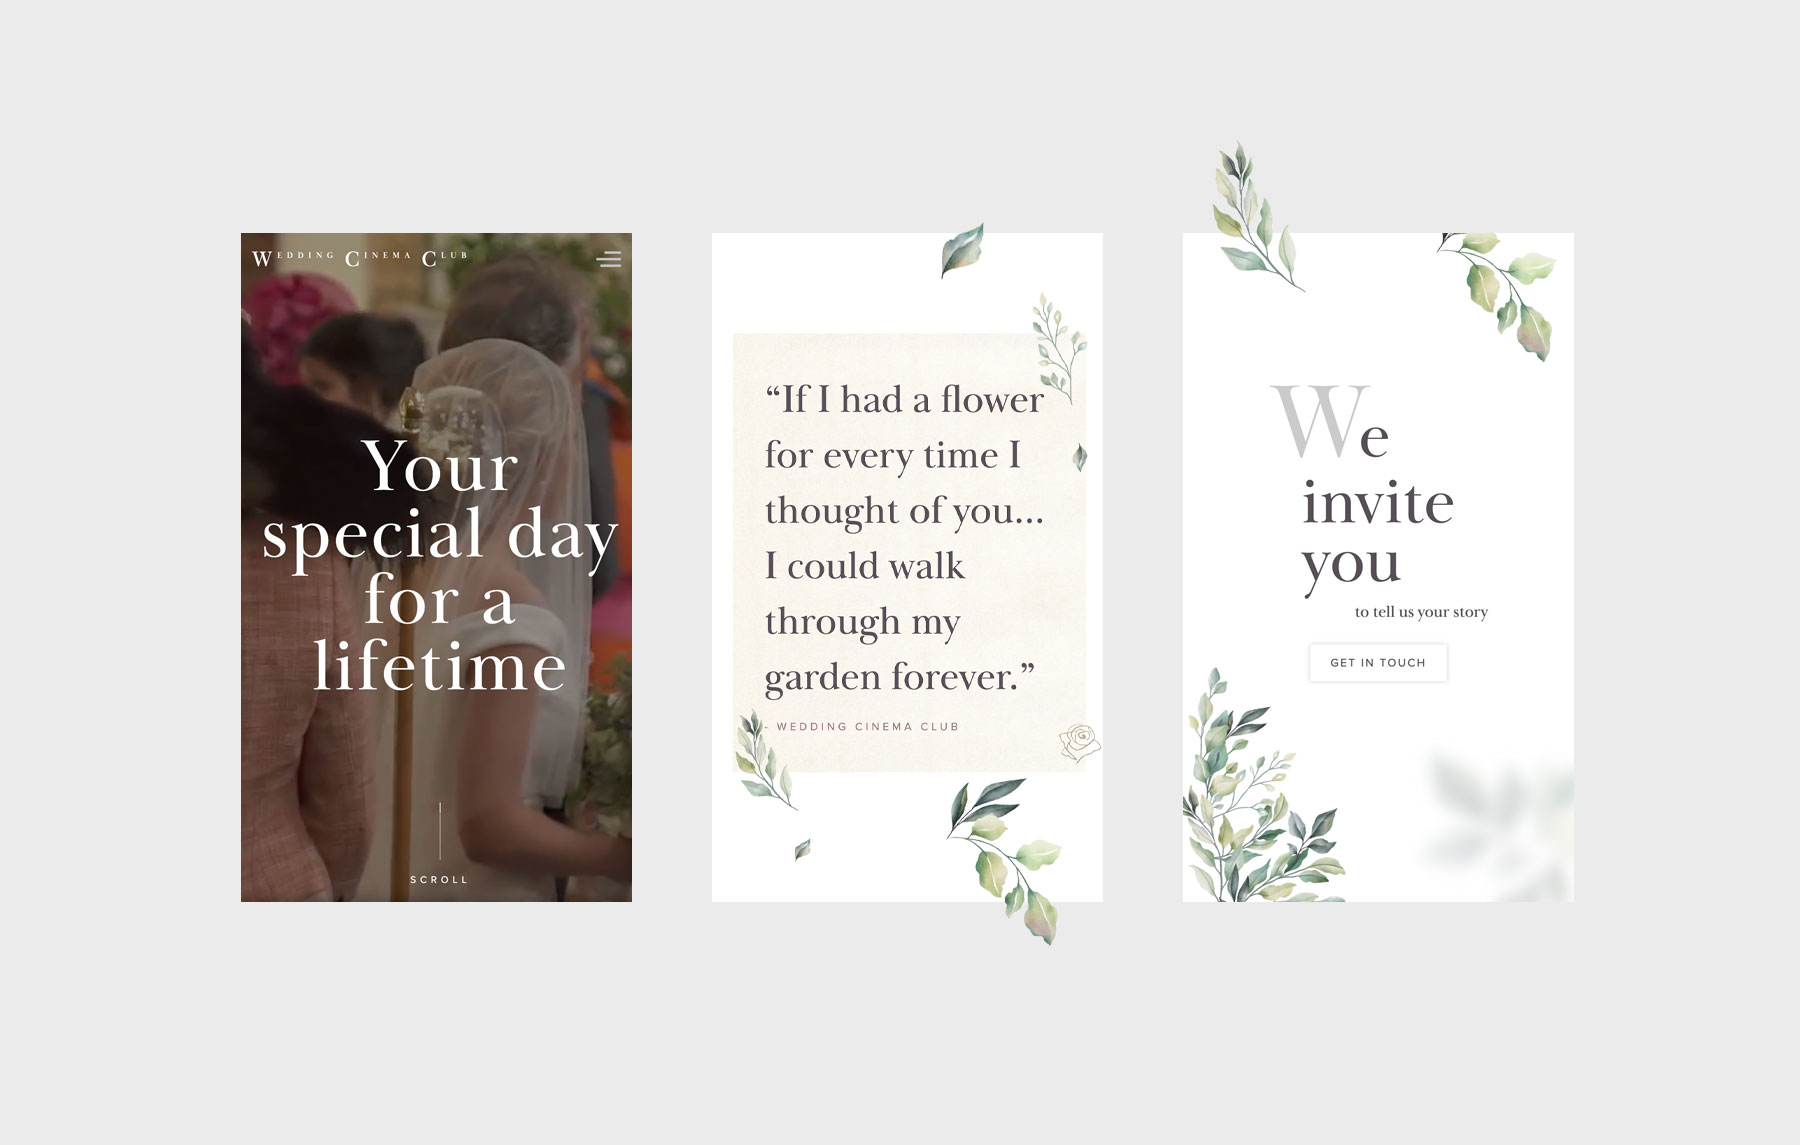 Wedding Cinema Club
Your
special day
for a
lifetime
SCROLL
“If I had a flower
for every time I
thought of you...
I could walk
through my
garden forever.”
- WEDDING CINEMA CLUB
We
invite
you
to tell us your story
GET IN TOUCH